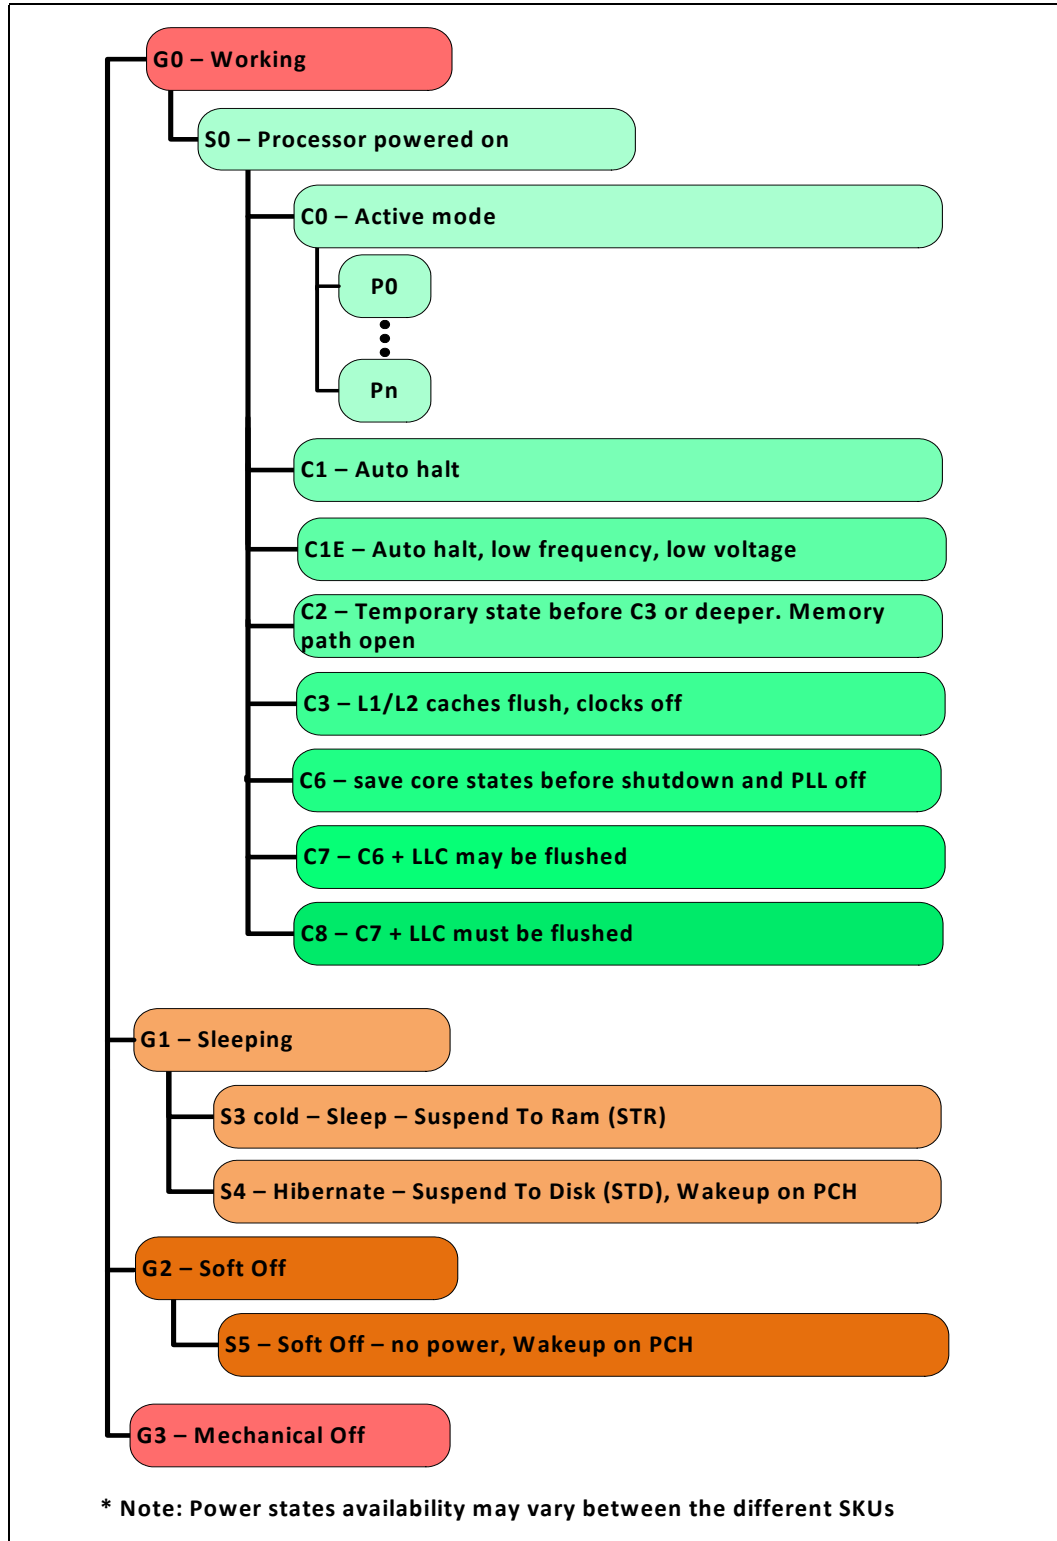 G0 – Working
S0 – Processor powered on
C0 – Active mode
P0
Pn
C1 – Auto halt
C1E – Auto halt, low frequency, low voltage
C2 – Temporary state before C3 or deeper. Memory
path open
C3 – L1/L2 caches flush, clocks off
C6 – save core states before shutdown and PLL off
C7 – C6 + LLC may be flushed
C8 – C7 + LLC must be flushed
G1 – Sleeping
S3 cold – Sleep – Suspend To Ram (STR)
S4 – Hibernate – Suspend To Disk (STD), Wakeup on PCH
G2 – Soft Off
S5 – Soft Off – no power, Wakeup on PCH
G3 – Mechanical Off
* Note: Power states availability may vary between the different SKUs